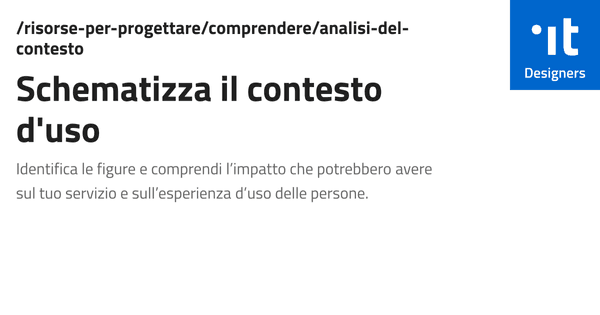 /risorse-per-progettare/comprendere/analisi-del-
contesto
Schematizza il contesto
d'uso
Identifica le figure e comprendi l’impatto che potrebbero avere
sul tuo servizio e sull’esperienza d’uso delle persone.
it
Designers